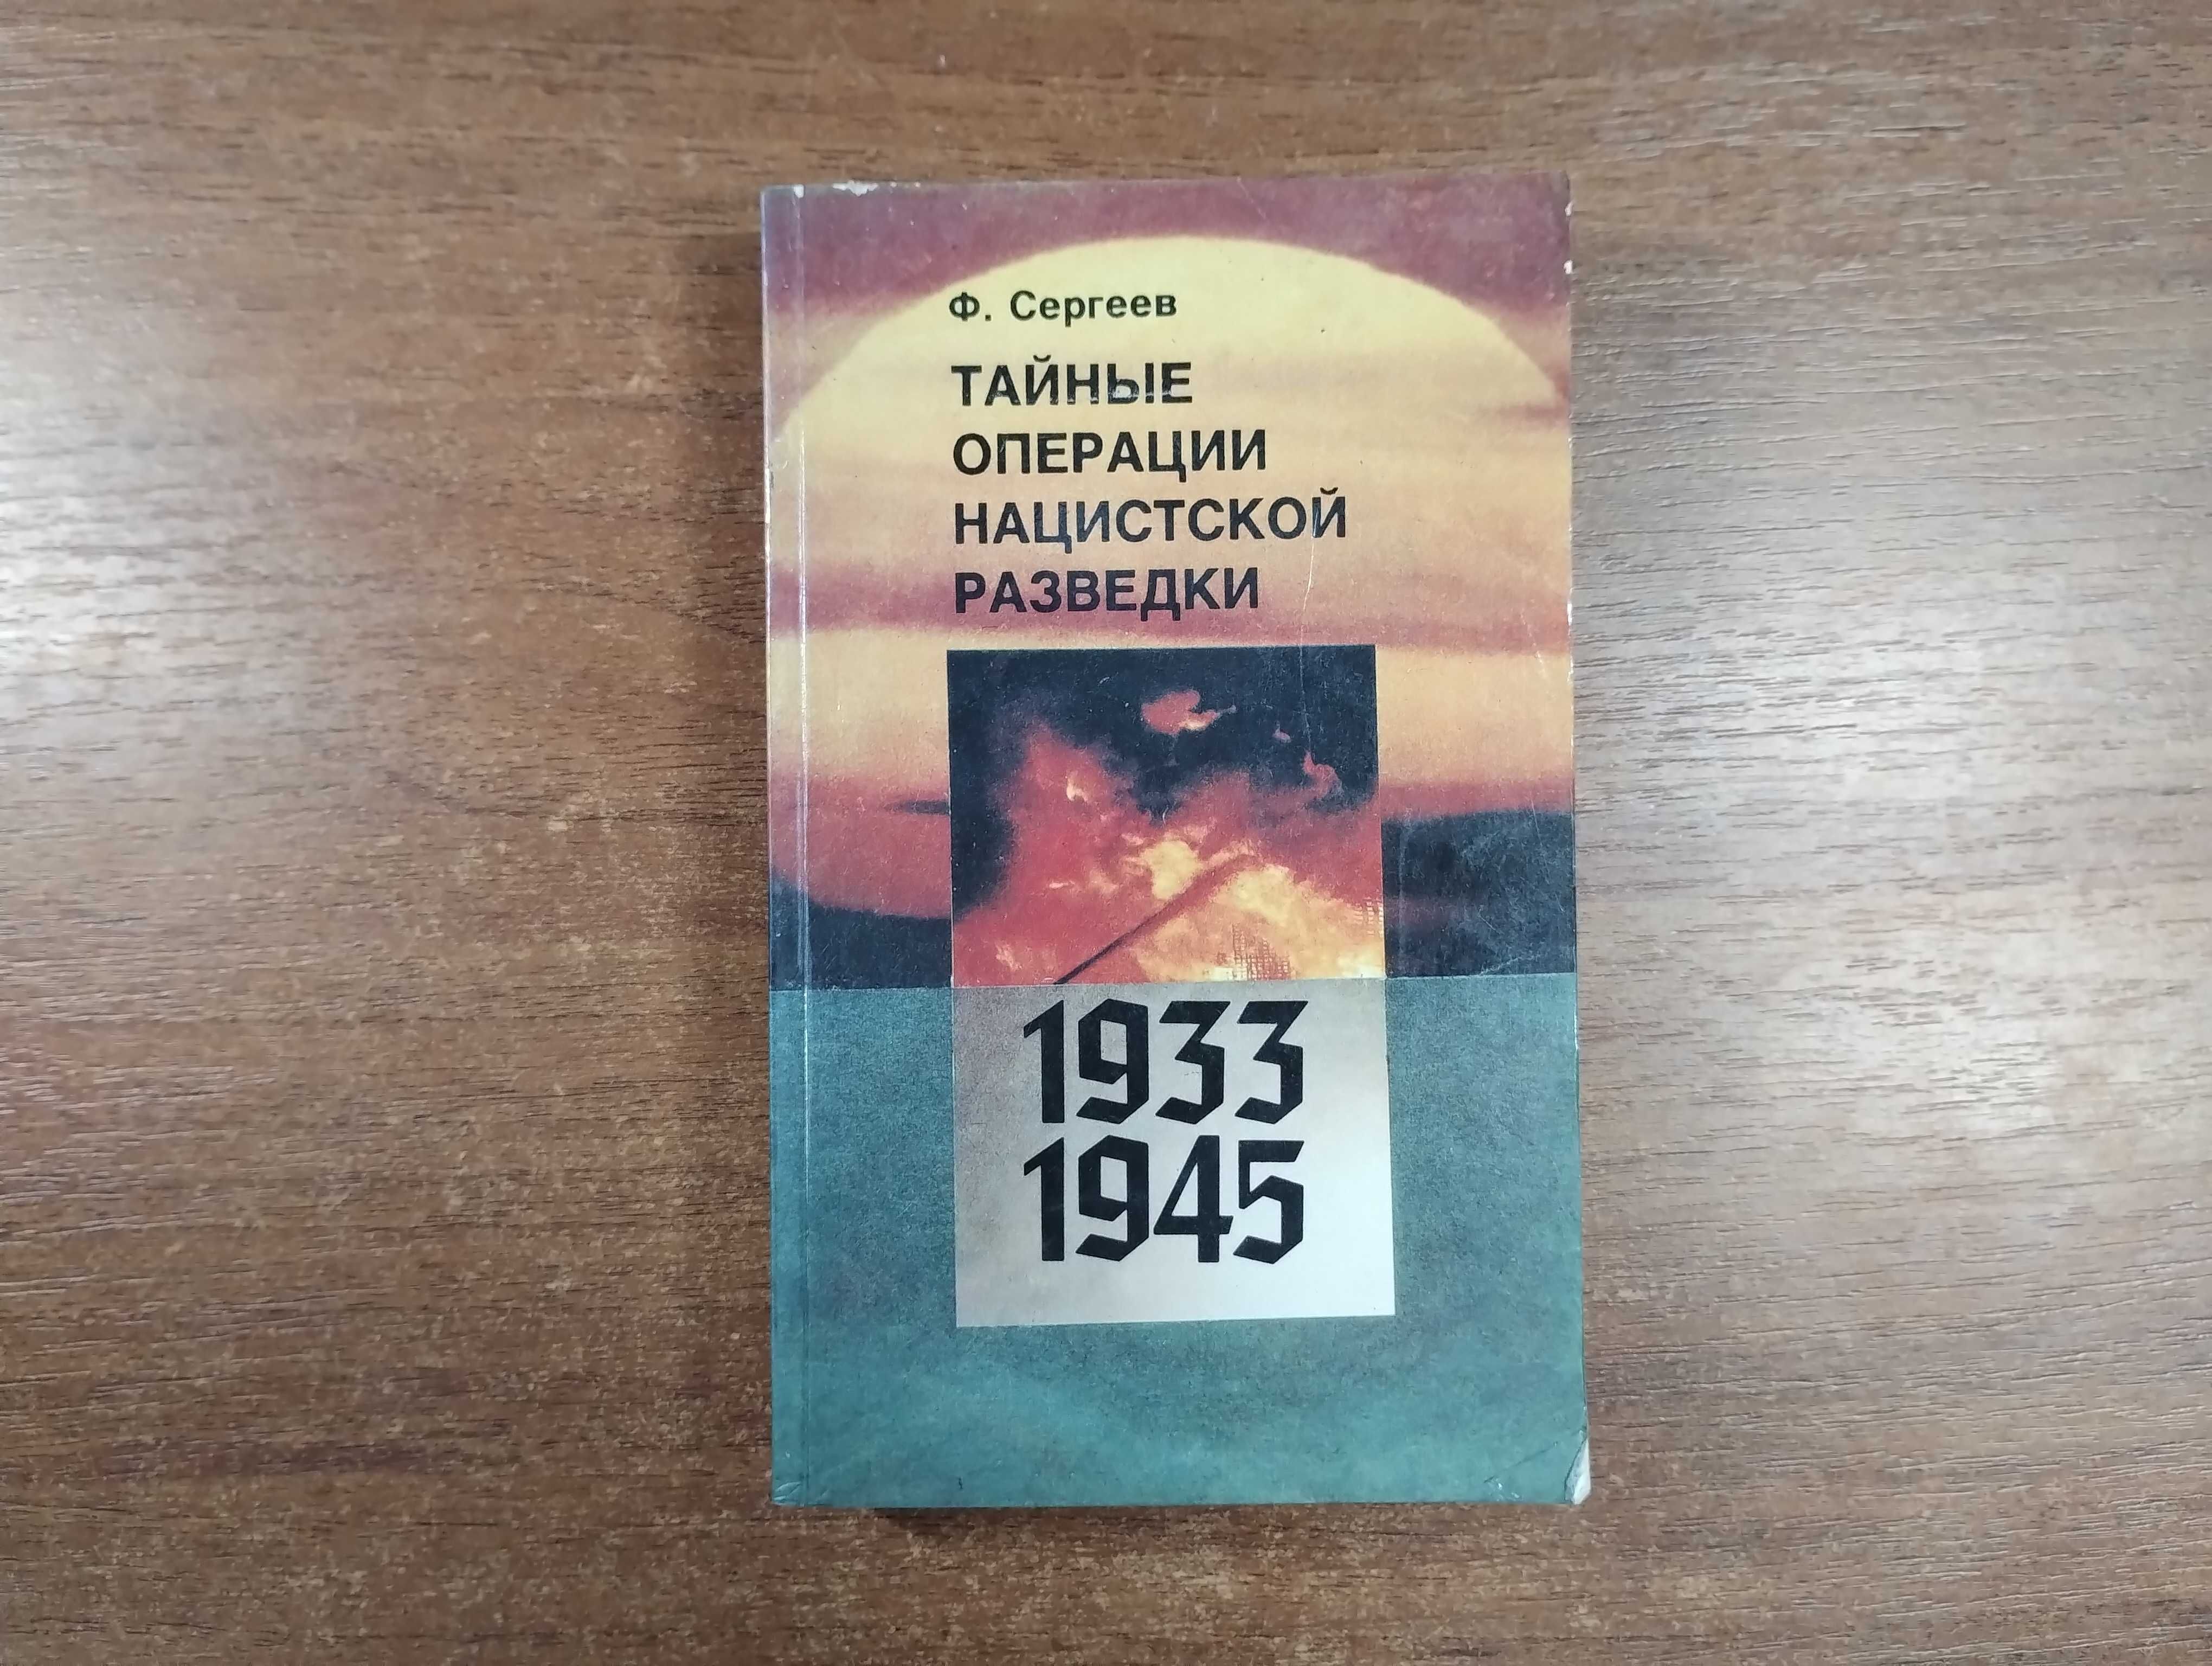 Ф. Сергеев
ТАЙНЫЕ
ОПЕРАЦИИ
НАЦИСТСКОЙ
РАЗВЕДКИ
1933
1945